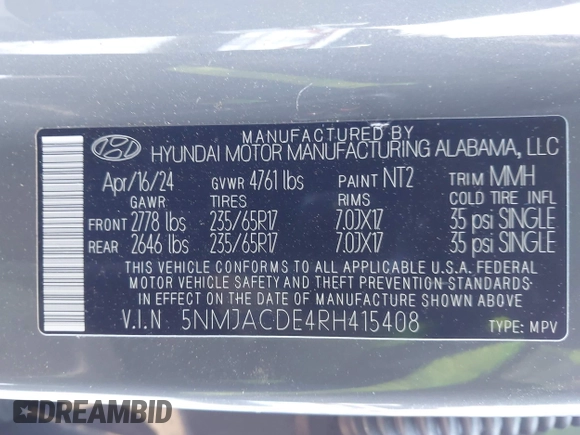 MANUFACTURED BY
HYUNDAI MOTOR MANUFACTURING ALABAMA, LLC
Apr/16/24 GVWR 4761 lbs PAINT NT2 TRIM MMH
GAWR TIRES RIMS COLD TIRE INFL
FRONT 2778 lbs 235/65R17 7.0JX17 35 psi SINGLE
REAR 2646 lbs 235/65R17 7.0JX17 35 psi SINGLE
THIS VEHICLE CONFORMS TO ALL APPLICABLE U.S.A. FEDERAL
MOTOR VEHICLE SAFETY AND THEFT PREVENTION STANDARDS
IN EFFECT ON THE DATE OF MANUFACTURE SHOWN ABOVE
V.I.N 5NMJACDE4RH415408 TYPE: MPV
DREAMBID